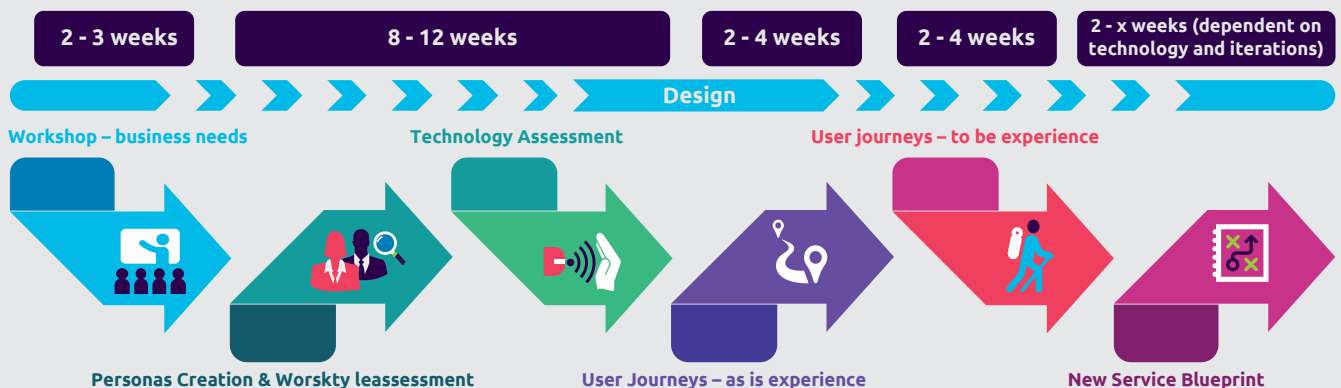 2 - 3 weeks
8 - 12 weeks
2 - 4 weeks
2 - 4 weeks
2 - x weeks (dependent on
technology and iterations)
Design
Workshop – business needs
Technology Assessment
User journeys – to be experience
Personas Creation & Worskty leassessment
User Journeys – as is experience
New Service Blueprint